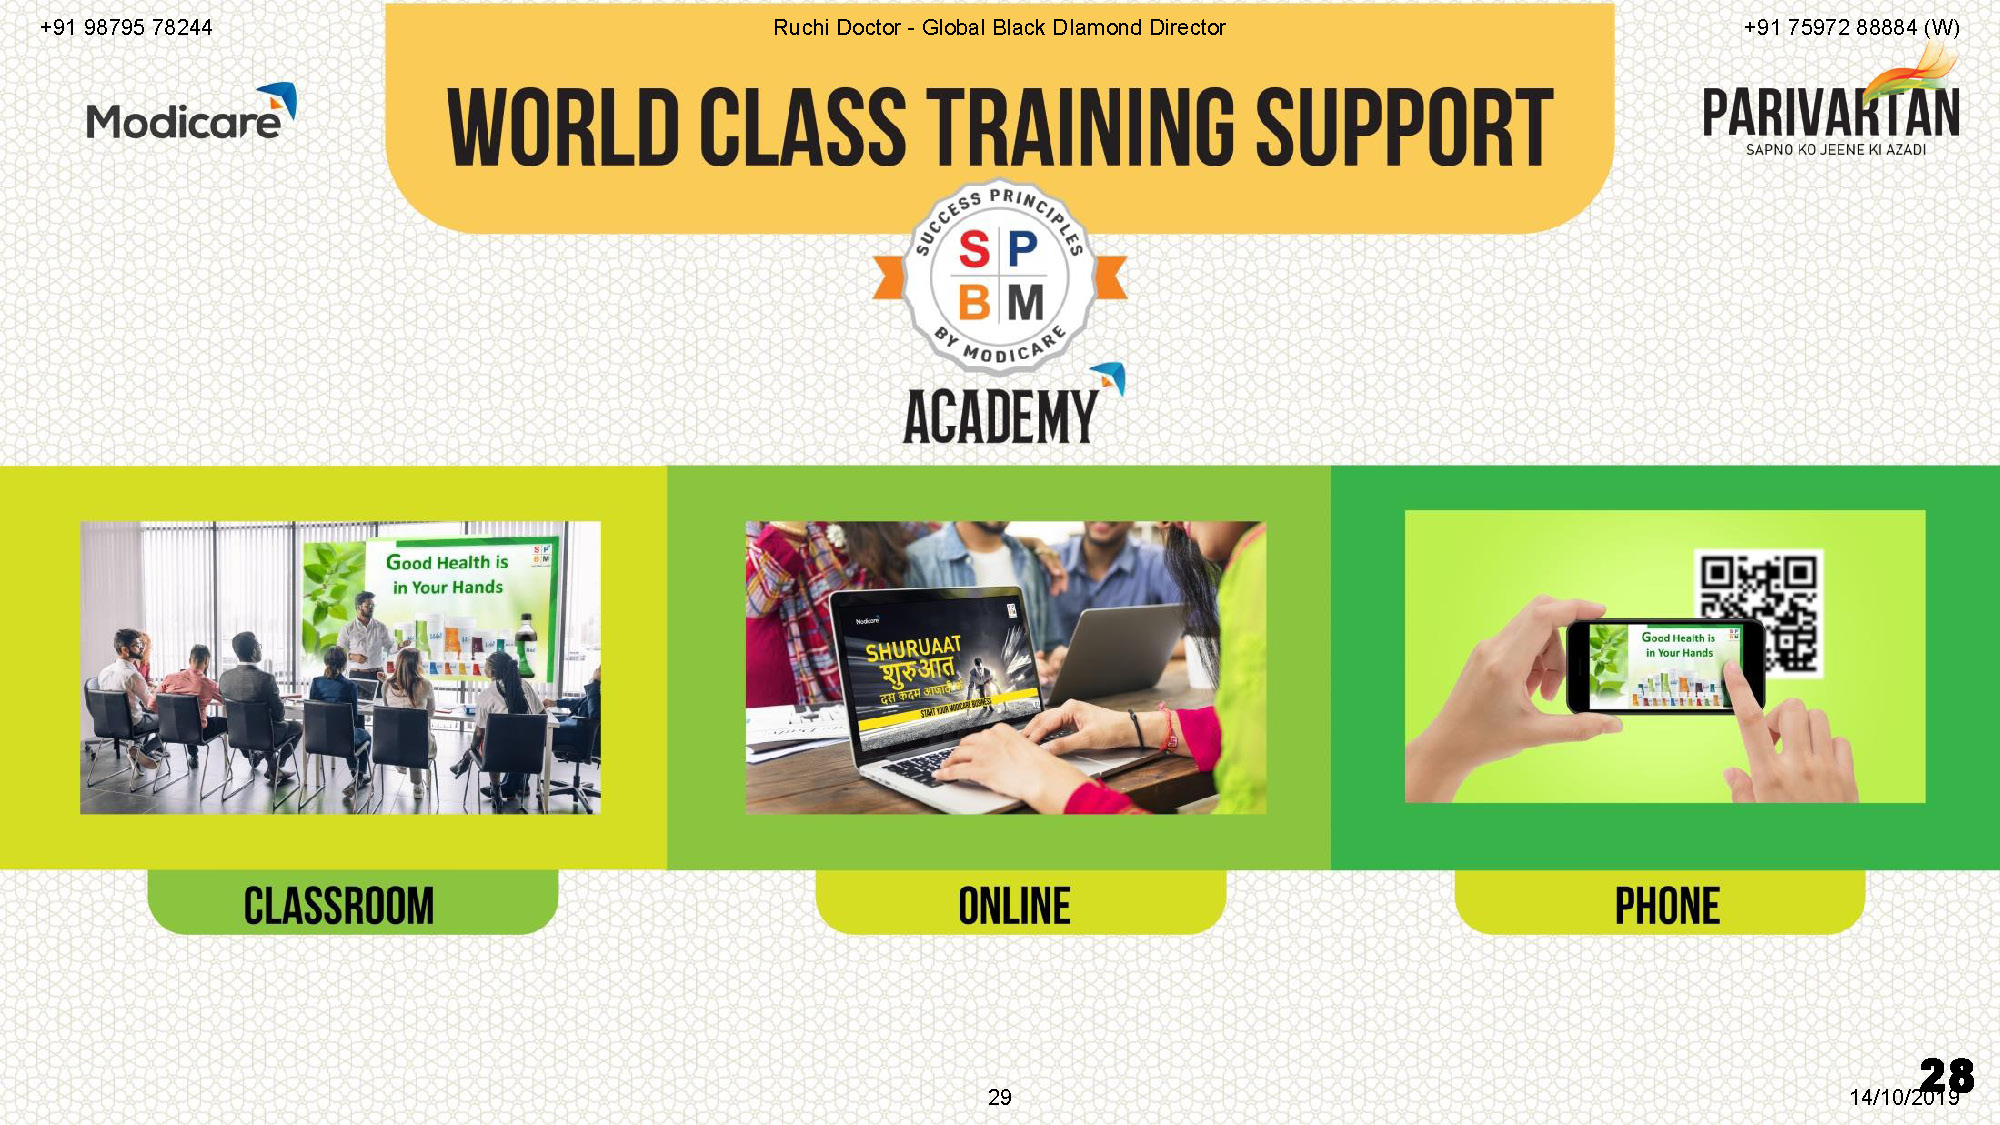 +91 98795 78244
Ruchi Doctor - Global Black DIamond Director
+91 75972 88884 (W)
Modicare
WORLD CLASS TRAINING SUPPORT
PARIVARTAN
SAPNO KO JEENE KI AZADI
SUCCESS PRINCIPLES
S P
B M
BY MODICARE
ACADEMY
Good Health is
in Your Hands
S P
B M
Modicare
SHURUAAT
शुरुआत
दस कदम आज़ादी के
START YOUR MODICARE BUSINESS
Good Health is
in Your Hands
CLASSROOM
ONLINE
PHONE
28
29
14/10/2019